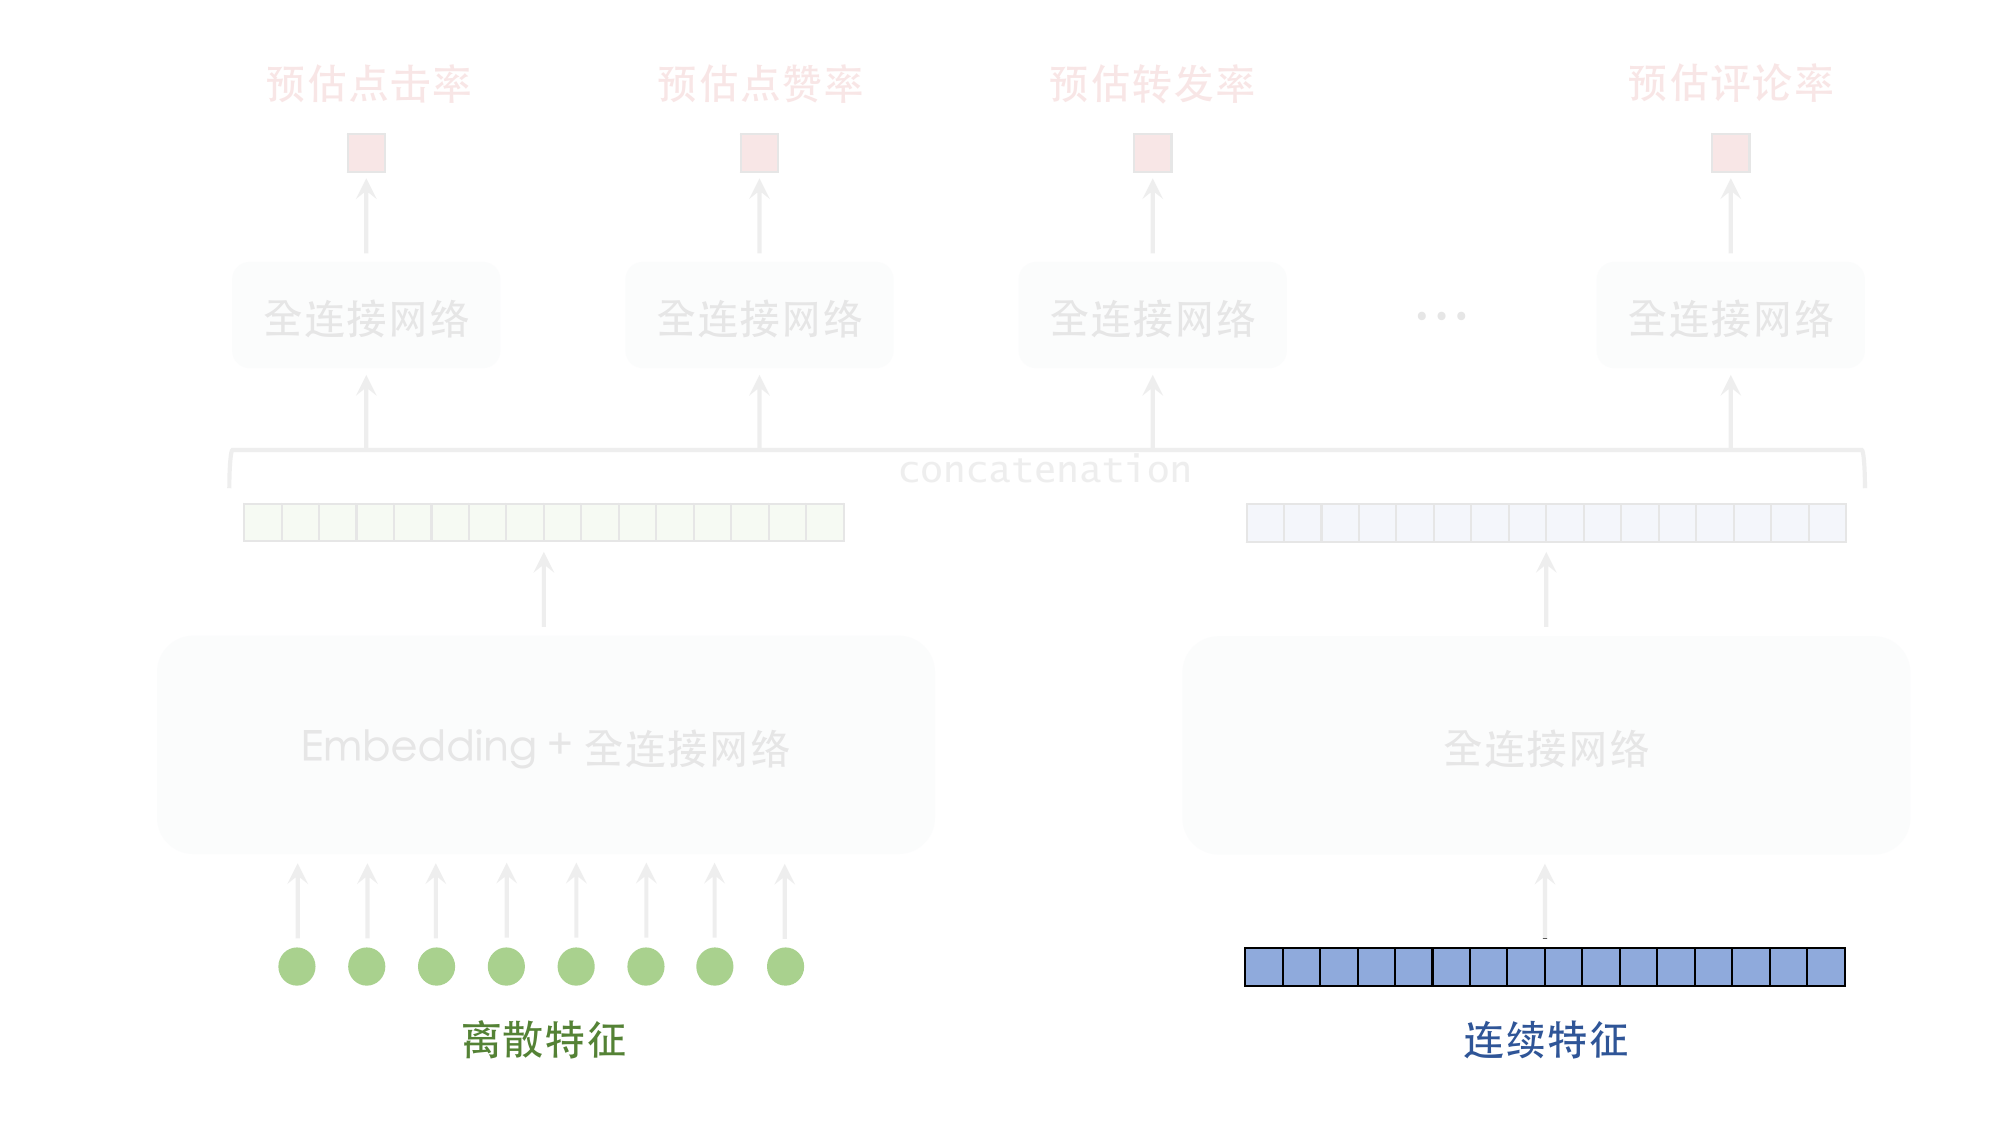 预估点击率 预估点赞率 预估转发率 预估评论率
全连接网络 全连接网络 全连接网络 ... 全连接网络
concatenation
Embedding + 全连接网络 全连接网络
离散特征 连续特征